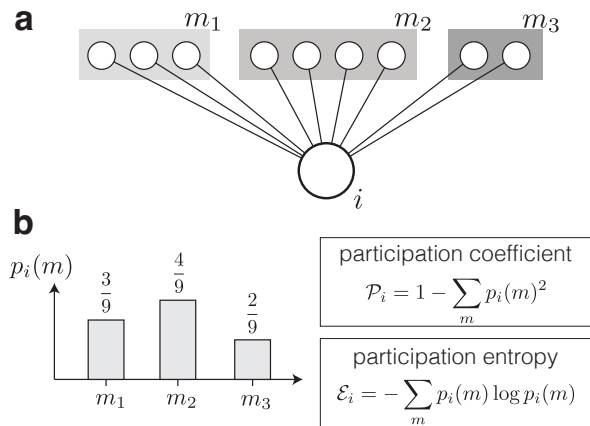 a
m₁ m₂ m₃
i
b
pᵢ(m)
3/9 4/9 2/9
m₁ m₂ m₃
participation coefficient
𝒫ᵢ = 1 − ∑ₘ pᵢ(m)²
participation entropy
ℰᵢ = − ∑ₘ pᵢ(m) log pᵢ(m)